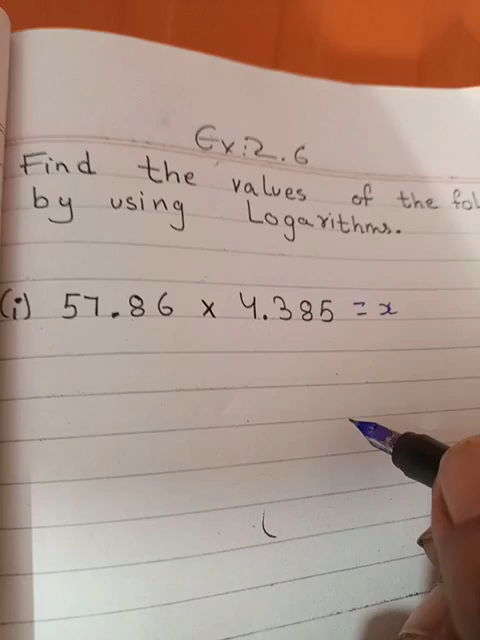 Ex:2.6
Find the values of the fol
by using Logarithms.
(i) 57.86 x 4.385 = x